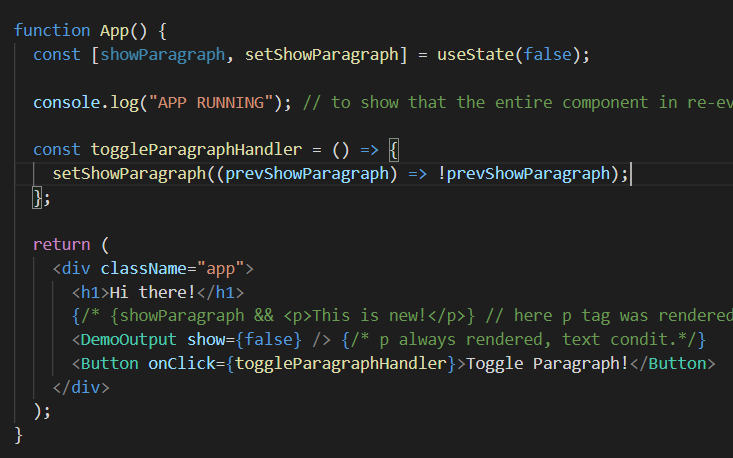 function App() {
const [showParagraph, setShowParagraph] = useState(false);
console.log("APP RUNNING"); // to show that the entire component in re-ev
const toggleParagraphHandler = () => {
setShowParagraph((prevShowParagraph) => !prevShowParagraph);
};
return (
<div className="app">
<h1>Hi there!</h1>
{/* {showParagraph && <p>This is new!</p>} // here p tag was rendered
<DemoOutput show={false} /> {/* p always rendered, text condit.*/}
<Button onClick={toggleParagraphHandler}>Toggle Paragraph!</Button>
</div>
);
}